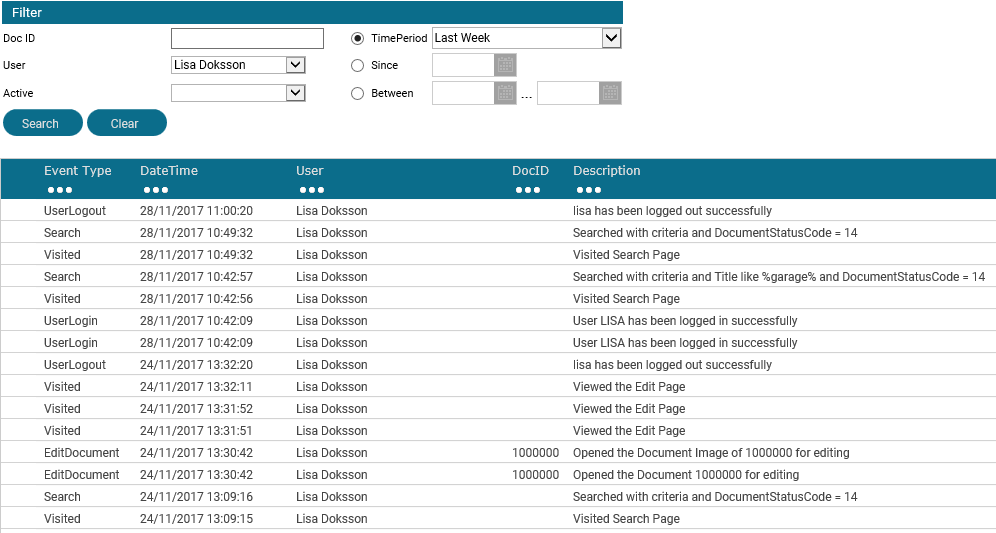 Filter
Doc ID TimePeriod Last Week
User Lisa Doksson Since
Active Between ...
Search Clear
Event Type DateTime User DocID Description
UserLogout 28/11/2017 11:00:20 Lisa Doksson lisa has been logged out successfully
Search 28/11/2017 10:49:32 Lisa Doksson Searched with criteria and DocumentStatusCode = 14
Visited 28/11/2017 10:49:32 Lisa Doksson Visited Search Page
Search 28/11/2017 10:42:57 Lisa Doksson Searched with criteria and Title like %garage% and DocumentStatusCode = 14
Visited 28/11/2017 10:42:56 Lisa Doksson Visited Search Page
UserLogin 28/11/2017 10:42:09 Lisa Doksson User LISA has been logged in successfully
UserLogin 28/11/2017 10:42:09 Lisa Doksson User LISA has been logged in successfully
UserLogout 24/11/2017 13:32:20 Lisa Doksson lisa has been logged out successfully
Visited 24/11/2017 13:32:11 Lisa Doksson Viewed the Edit Page
Visited 24/11/2017 13:31:52 Lisa Doksson Viewed the Edit Page
Visited 24/11/2017 13:31:51 Lisa Doksson Viewed the Edit Page
EditDocument 24/11/2017 13:30:42 Lisa Doksson 1000000 Opened the Document Image of 1000000 for editing
EditDocument 24/11/2017 13:30:42 Lisa Doksson 1000000 Opened the Document 1000000 for editing
Search 24/11/2017 13:09:16 Lisa Doksson Searched with criteria and DocumentStatusCode = 14
Visited 24/11/2017 13:09:15 Lisa Doksson Visited Search Page